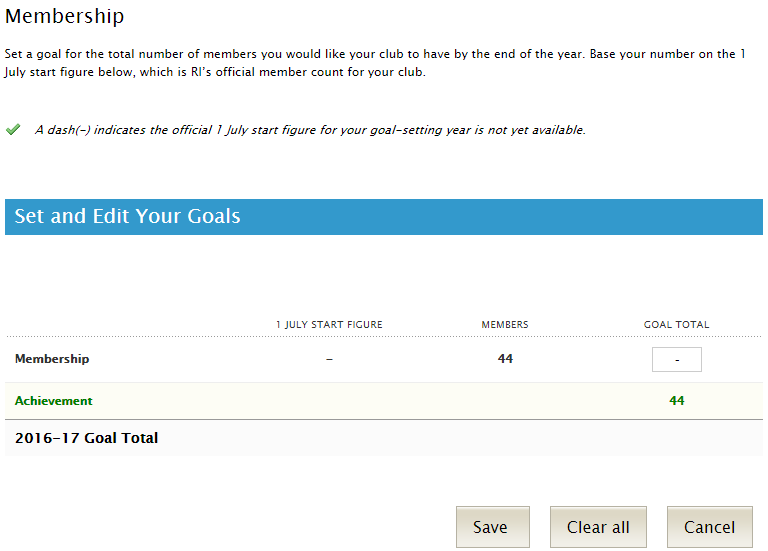 Membership
Set a goal for the total number of members you would like your club to have by the end of the year. Base your number on the 1
July start figure below, which is RI's official member count for your club.
A dash(-) indicates the official 1 July start figure for your goal-setting year is not yet available.
Set and Edit Your Goals
1 JULY START FIGURE MEMBERS GOAL TOTAL
Membership - 44 -
Achievement 44
2016-17 Goal Total
Save Clear all Cancel